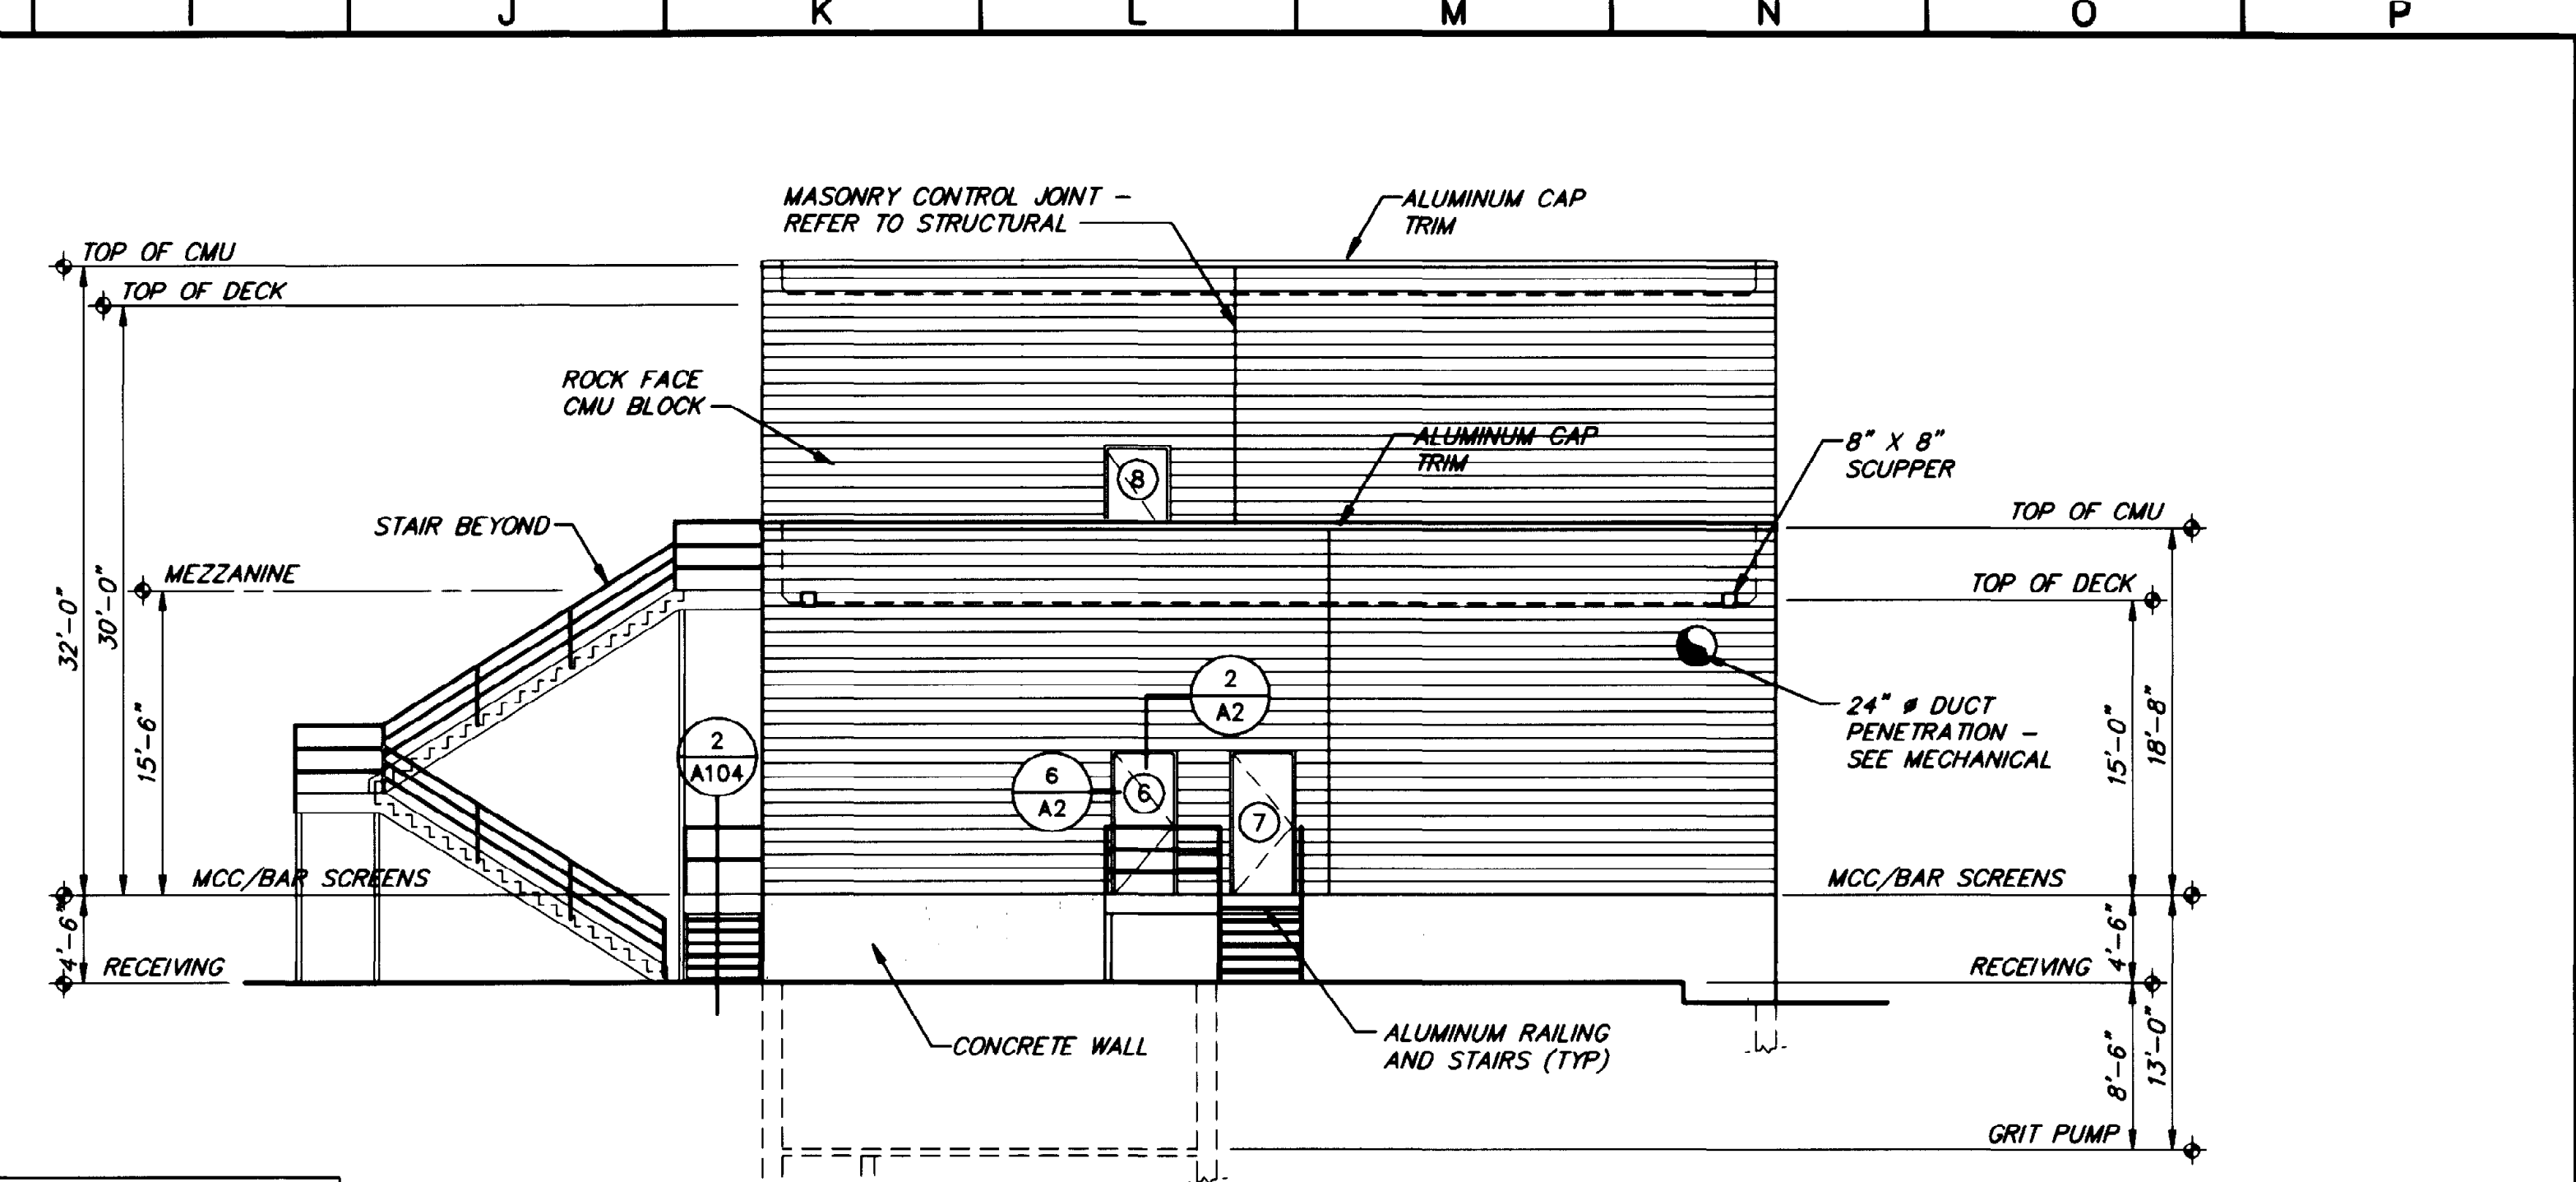 I J K L M N O P
MASONRY CONTROL JOINT -
REFER TO STRUCTURAL
ALUMINUM CAP
TRIM
TOP OF CMU
TOP OF DECK
ROCK FACE
CMU BLOCK
ALUMINUM CAP
TRIM
8" X 8"
SCUPPER
8
STAIR BEYOND
TOP OF CMU
MEZZANINE
TOP OF DECK
32'-0"
30'-0"
15'-6"
2
A2
24" ø DUCT
PENETRATION -
SEE MECHANICAL
15'-0"
18'-8"
2
A104
6
A2
6
7
MCC/BAR SCREENS
MCC/BAR SCREENS
4'-6"
RECEIVING
RECEIVING
4'-6"
CONCRETE WALL
ALUMINUM RAILING
AND STAIRS (TYP)
8'-6"
13'-0"
GRIT PUMP